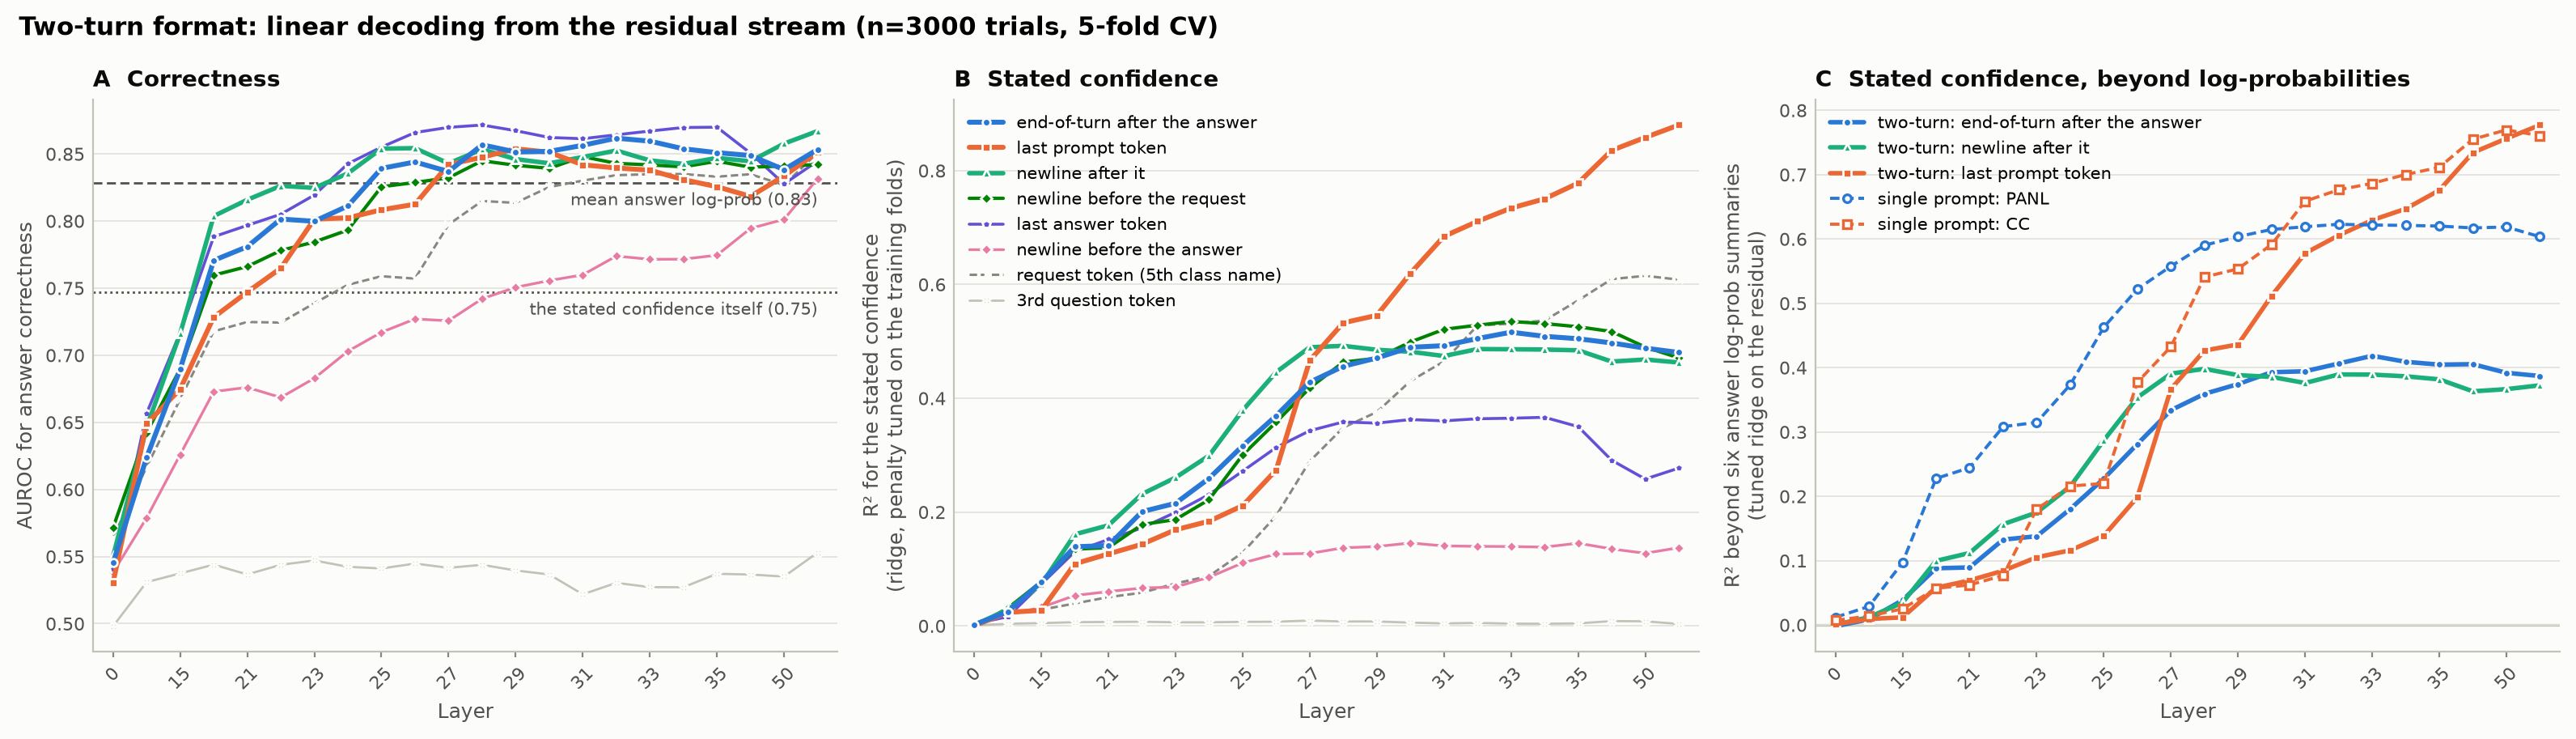 Two-turn format: linear decoding from the residual stream (n=3000 trials, 5-fold CV)
A Correctness
AUROC for answer correctness
0.85
0.80
0.75
0.70
0.65
0.60
0.55
0.50
mean answer log-prob (0.83)
the stated confidence itself (0.75)
0
15
21
23
25
27
29
31
33
35
50
Layer
B Stated confidence
R² for the stated confidence
(ridge, penalty tuned on the training folds)
end-of-turn after the answer
last prompt token
newline after it
newline before the request
last answer token
newline before the answer
request token (5th class name)
3rd question token
0.8
0.6
0.4
0.2
0.0
0
15
21
23
25
27
29
31
33
35
50
Layer
C Stated confidence, beyond log-probabilities
R² beyond six answer log-prob summaries
(tuned ridge on the residual)
two-turn: end-of-turn after the answer
two-turn: newline after it
two-turn: last prompt token
single prompt: PANL
single prompt: CC
0.8
0.7
0.6
0.5
0.4
0.3
0.2
0.1
0.0
0
15
21
23
25
27
29
31
33
35
50
Layer